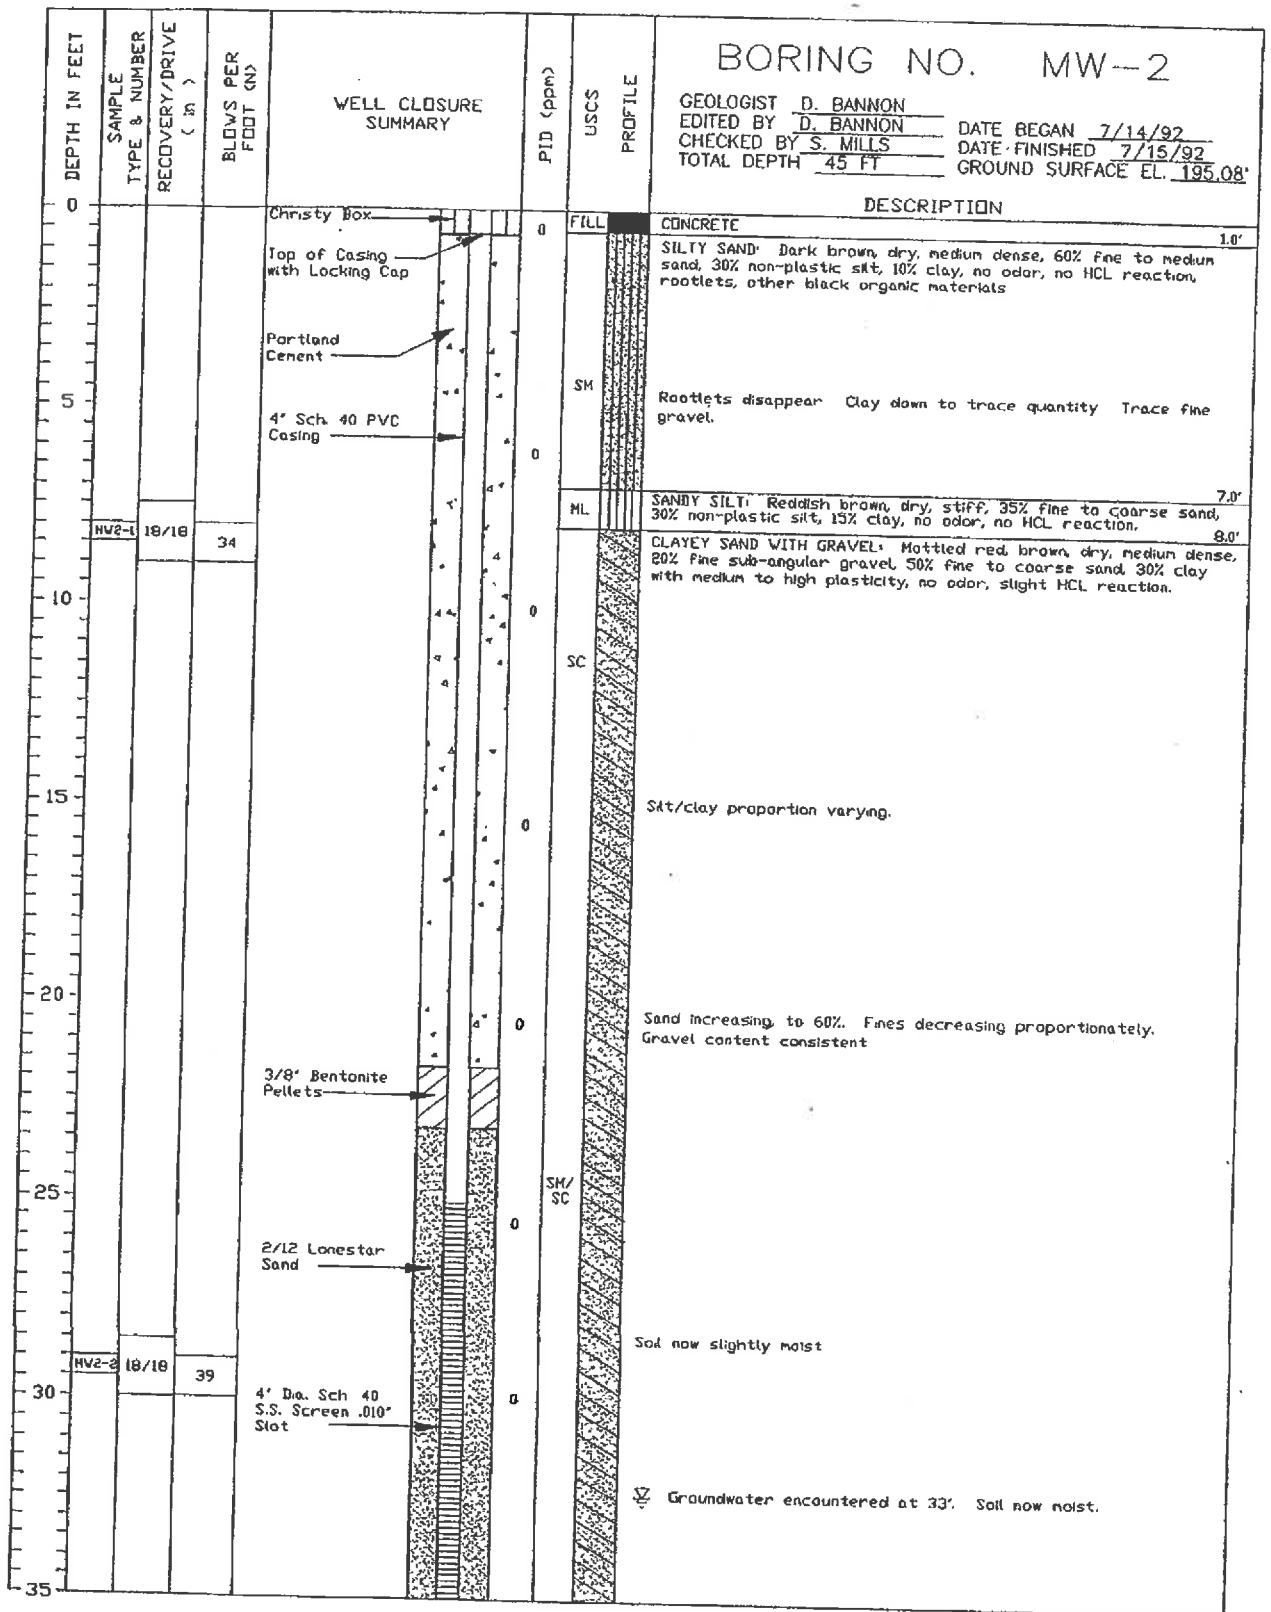 BORING NO. MW-2
GEOLOGIST D. BANNON
EDITED BY D. BANNON
CHECKED BY S. MILLS
TOTAL DEPTH 45 FT
DATE BEGAN 7/14/92
DATE FINISHED 7/15/92
GROUND SURFACE EL. 195.08'
DEPTH IN FEET
SAMPLE
TYPE & NUMBER
RECOVERY/DRIVE
( in )
BLOWS PER
FOOT (N)
WELL CLOSURE
SUMMARY
PID (ppm)
USCS
PROFILE
DESCRIPTION
0
Christy Box
0
FILL
CONCRETE
1.0'
Top of Casing
with Locking Cap
SILTY SAND: Dark brown, dry, medium dense, 60% fine to medium
sand, 30% non-plastic silt, 10% clay, no odor, no HCL reaction,
rootlets, other black organic materials
Portland
Cement
SM
5
Rootlets disappear Clay down to trace quantity Trace fine
gravel.
4" Sch. 40 PVC
Casing
0
7.0'
ML
SANDY SILT: Reddish brown, dry, stiff, 35% fine to coarse sand,
30% non-plastic silt, 15% clay, no odor, no HCL reaction.
8.0'
MW2-1
18/18
34
CLAYEY SAND WITH GRAVEL: Mottled red, brown, dry, medium dense,
20% fine sub-angular gravel, 50% fine to coarse sand, 30% clay
with medium to high plasticity, no odor, slight HCL reaction.
10
0
SC
15
0
Silt/clay proportion varying.
20
0
Sand increasing, to 60%. Fines decreasing proportionately.
Gravel content consistent
3/8" Bentonite
Pellets
25
SM/
SC
0
2/12 Lonestar
Sand
Soil now slightly moist
MW2-2
18/18
39
30
4" Dia. Sch 40
S.S. Screen .010"
Slot
0
Groundwater encountered at 33'. Soil now moist.
35